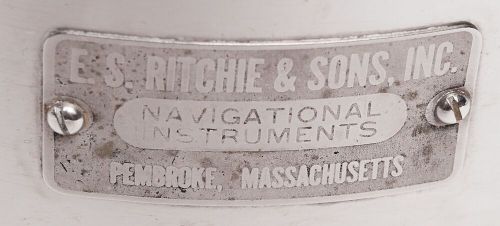 E. S. RITCHIE & SONS, INC.
NAVIGATIONAL
INSTRUMENTS
PEMBROKE, MASSACHUSETTS